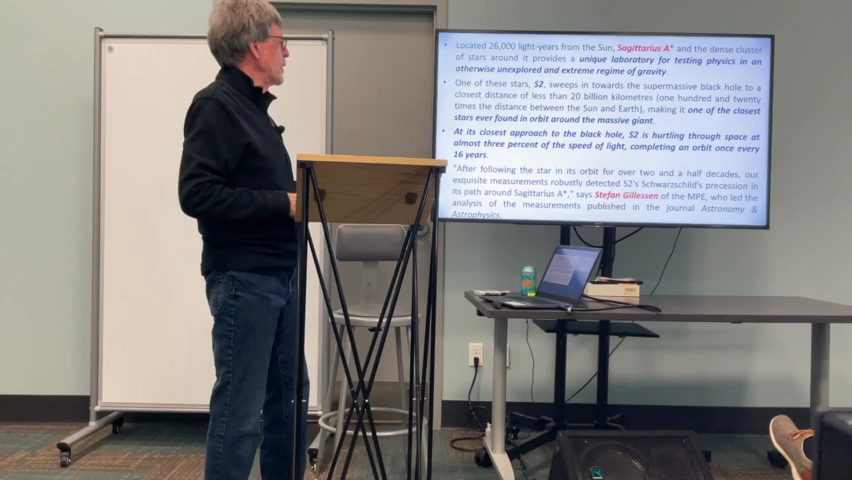 • Located 26,000 light-years from the Sun, Sagittarius A* and the dense cluster
of stars around it provides a unique laboratory for testing physics in an
otherwise unexplored and extreme regime of gravity.
• One of these stars, S2, sweeps in towards the supermassive black hole to a
closest distance of less than 20 billion kilometres (one hundred and twenty
times the distance between the Sun and Earth), making it one of the closest
stars ever found in orbit around the massive giant.
• At its closest approach to the black hole, S2 is hurtling through space at
almost three percent of the speed of light, completing an orbit once every
16 years.
• "After following the star in its orbit for over two and a half decades, our
exquisite measurements robustly detected S2's Schwarzschild's precession in
its path around Sagittarius A*," says Stefan Gillessen of the MPE, who led the
analysis of the measurements published in the journal Astronomy &
Astrophysics.